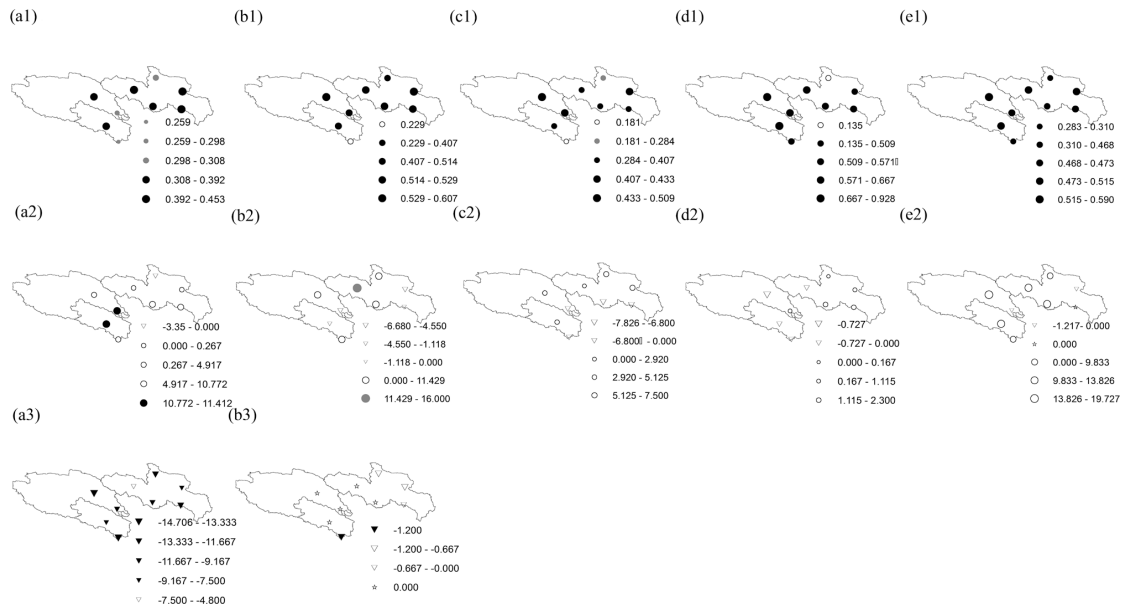 (a1)
(b1)
(c1)
(d1)
(e1)
0.259
0.259 - 0.298
0.298 - 0.308
0.308 - 0.392
0.392 - 0.453
0.229
0.229 - 0.407
0.407 - 0.514
0.514 - 0.529
0.529 - 0.607
0.181
0.181 - 0.284
0.284 - 0.407
0.407 - 0.433
0.433 - 0.509
0.135
0.135 - 0.509
0.509 - 0.571
0.571 - 0.667
0.667 - 0.928
0.283 - 0.310
0.310 - 0.468
0.468 - 0.473
0.473 - 0.515
0.515 - 0.590
(a2)
(b2)
(c2)
(d2)
(e2)
-3.35 - 0.000
0.000 - 0.267
0.267 - 4.917
4.917 - 10.772
10.772 - 11.412
-6.680 - -4.550
-4.550 - -1.118
-1.118 - 0.000
0.000 - 11.429
11.429 - 16.000
-7.826 - -6.800
-6.800 - -0.000
0.000 - 2.920
2.920 - 5.125
5.125 - 7.500
-0.727
-0.727 - -0.000
0.000 - 0.167
0.167 - 1.115
1.115 - 2.300
-1.217 - 0.000
0.000
0.000 - 9.833
9.833 - 13.826
13.826 - 19.727
(a3)
(b3)
-14.706 - -13.333
-13.333 - -11.667
-11.667 - -9.167
-9.167 - -7.500
-7.500 - -4.800
-1.200
-1.200 - -0.667
-0.667 - -0.000
0.000